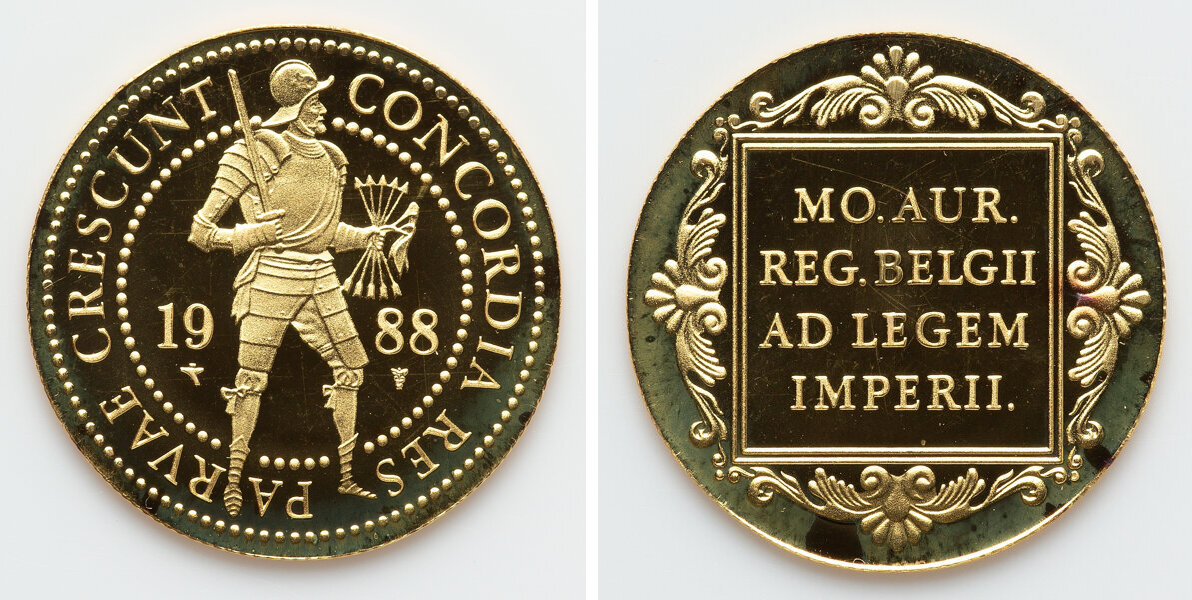 CONCORDIA RES PARVAE CRESCUNT
19 88
MO. AUR.
REG. BELGII
AD LEGEM
IMPERII.